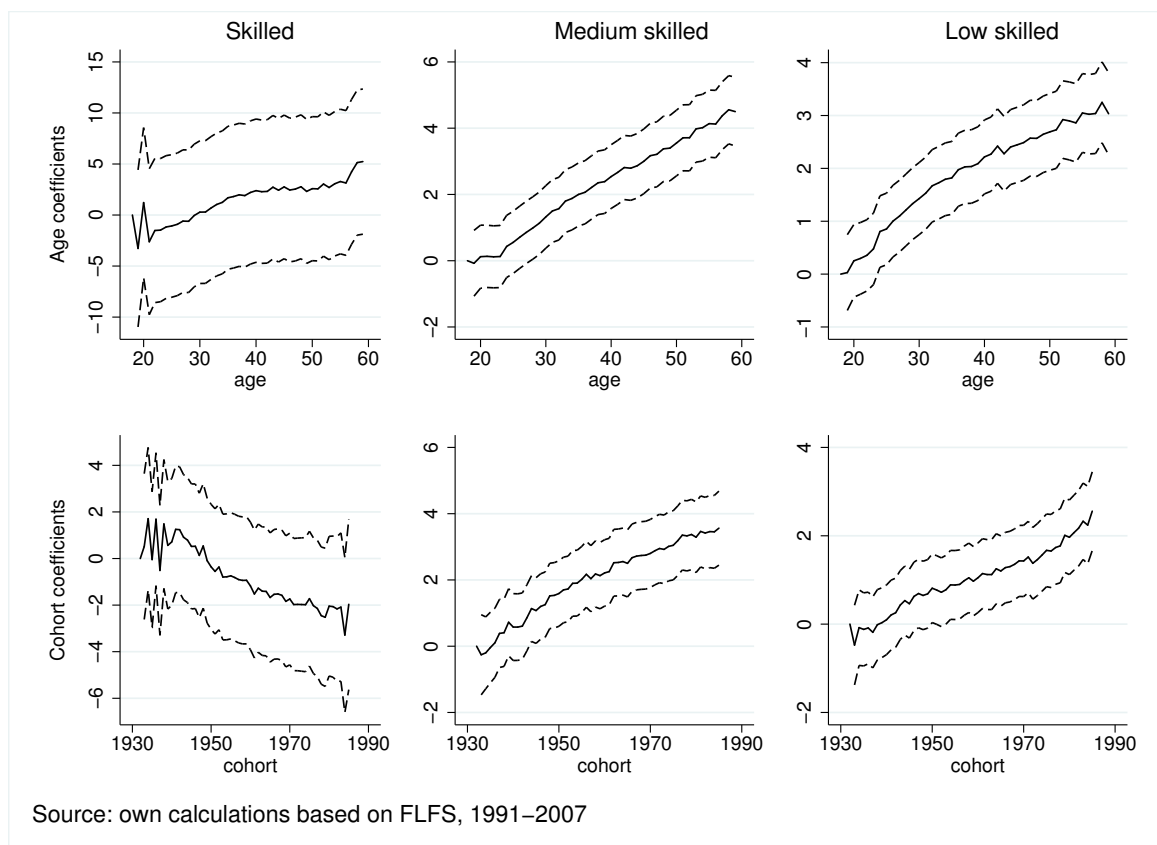 Skilled
Medium skilled
Low skilled
Age coefficients
15
10
5
0
−5
−10
6
4
2
0
−2
4
3
2
1
0
−1
20 30 40 50 60
20 30 40 50 60
20 30 40 50 60
age
age
age
Cohort coefficients
4
2
0
−2
−4
−6
6
4
2
0
−2
4
2
0
−2
1930 1950 1970 1990
1930 1950 1970 1990
1930 1950 1970 1990
cohort
cohort
cohort
Source: own calculations based on FLFS, 1991−2007